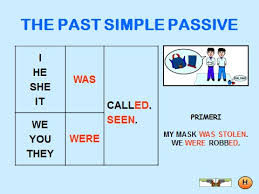 THE PAST SIMPLE PASSIVE
I
HE
SHE
IT
WAS
WE
YOU
THEY
WERE
CALLED.
SEEN.
PRIMERI
MY MASK WAS STOLEN.
WE WERE ROBBED.
H